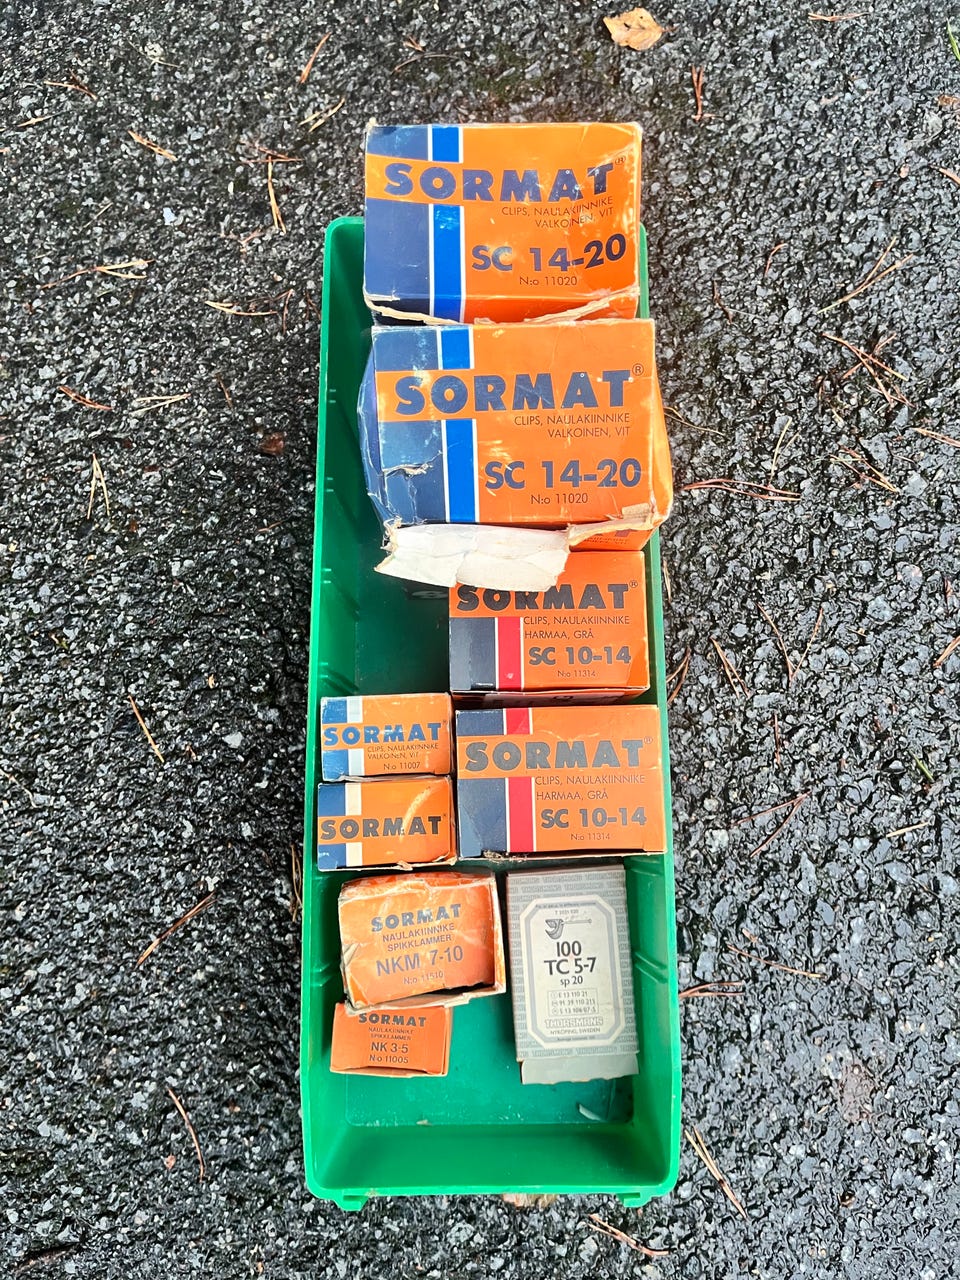 SORMAT®
CLIPS, NAULAKIINNIKE
VALKOINEN, VIT
SC 14-20
N:o 11020
SORMAT®
CLIPS, NAULAKIINNIKE
VALKOINEN, VIT
SC 14-20
N:o 11020
SORMAT®
CLIPS, NAULAKIINNIKE
HARMAA, GRÅ
SC 10-14
N:o 11314
SORMAT
CLIPS, NAULAKIINNIKE
VALKOINEN, VIT
N:o 11007
SORMAT®
CLIPS, NAULAKIINNIKE
HARMAA, GRÅ
SC 10-14
N:o 11314
SORMAT
SORMAT
NAULAKIINNIKE
SPIKKLAMMER
NKM 7-10
N:o 11510
100
TC 5-7
sp 20
THORSMANS
NYKÖPING, SWEDEN
SORMAT
NAULAKIINNIKE
SPIKKLAMMER
NK 3-5
N:o 11005